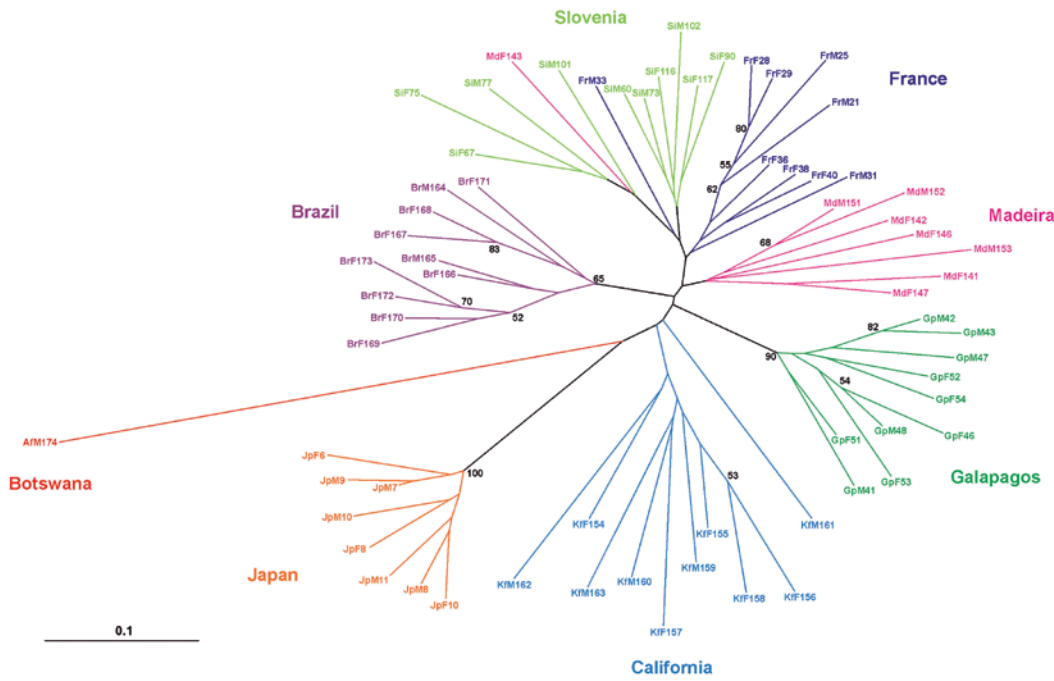 Slovenia
SiM102
MdF143
SiM101
SiF90
FrF28
FrM25
SiM77
FrM33
SiF116
FrF29
France
SiF75
SiM60
SiM73
SiF117
FrM21
80
SiF67
55
FrF36
FrF38
BrF171
62
FrF40
FrM31
BrM164
MdM152
Brazil
BrF168
MdM151
Madeira
MdF142
BrF167
83
68
MdF146
BrF173
BrM165
MdM153
BrF166
65
MdF141
BrF172
70
MdF147
BrF170
52
GpM42
82
GpM43
BrF169
90
GpM47
GpF52
54
GpF54
AfM174
GpM48
GpF46
GpF51
Botswana
JpF6
100
53
GpF53
Galapagos
JpM9
JpM7
GpM41
JpM10
KfF154
KfM161
JpF8
KfF155
Japan
JpM11
JpM8
KfM162
KfM163
KfM160
KfM159
JpF10
KfF158
KfF156
0.1
KfF157
California